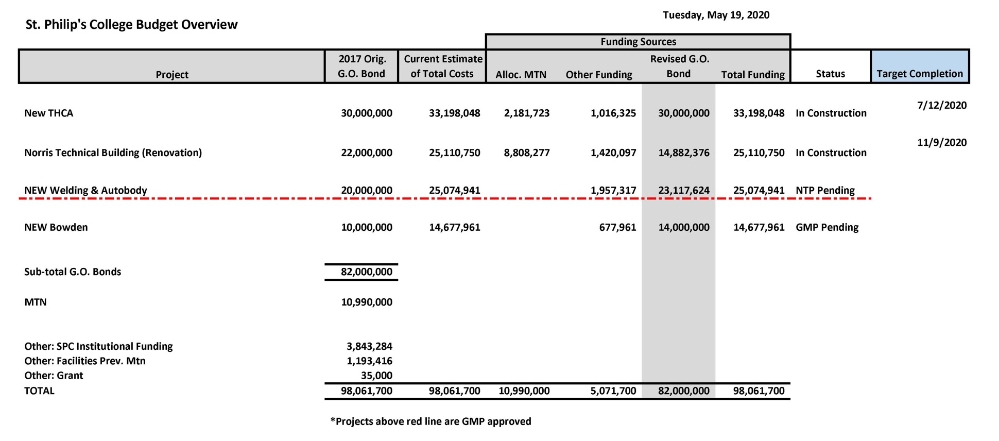 Tuesday, May 19, 2020
St. Philip's College Budget Overview
Funding Sources
Project 2017 Orig. G.O. Bond Current Estimate of Total Costs Alloc. MTN Other Funding Revised G.O. Bond Total Funding Status Target Completion
New THCA 30,000,000 33,198,048 2,181,723 1,016,325 30,000,000 33,198,048 In Construction 7/12/2020
Norris Technical Building (Renovation) 22,000,000 25,110,750 8,808,277 1,420,097 14,882,376 25,110,750 In Construction 11/9/2020
NEW Welding & Autobody 20,000,000 25,074,941 1,957,317 23,117,624 25,074,941 NTP Pending
NEW Bowden 10,000,000 14,677,961 677,961 14,000,000 14,677,961 GMP Pending
Sub-total G.O. Bonds 82,000,000
MTN 10,990,000
Other: SPC Institutional Funding 3,843,284
Other: Facilities Prev. Mtn 1,193,416
Other: Grant 35,000
TOTAL 98,061,700 98,061,700 10,990,000 5,071,700 82,000,000 98,061,700
*Projects above red line are GMP approved